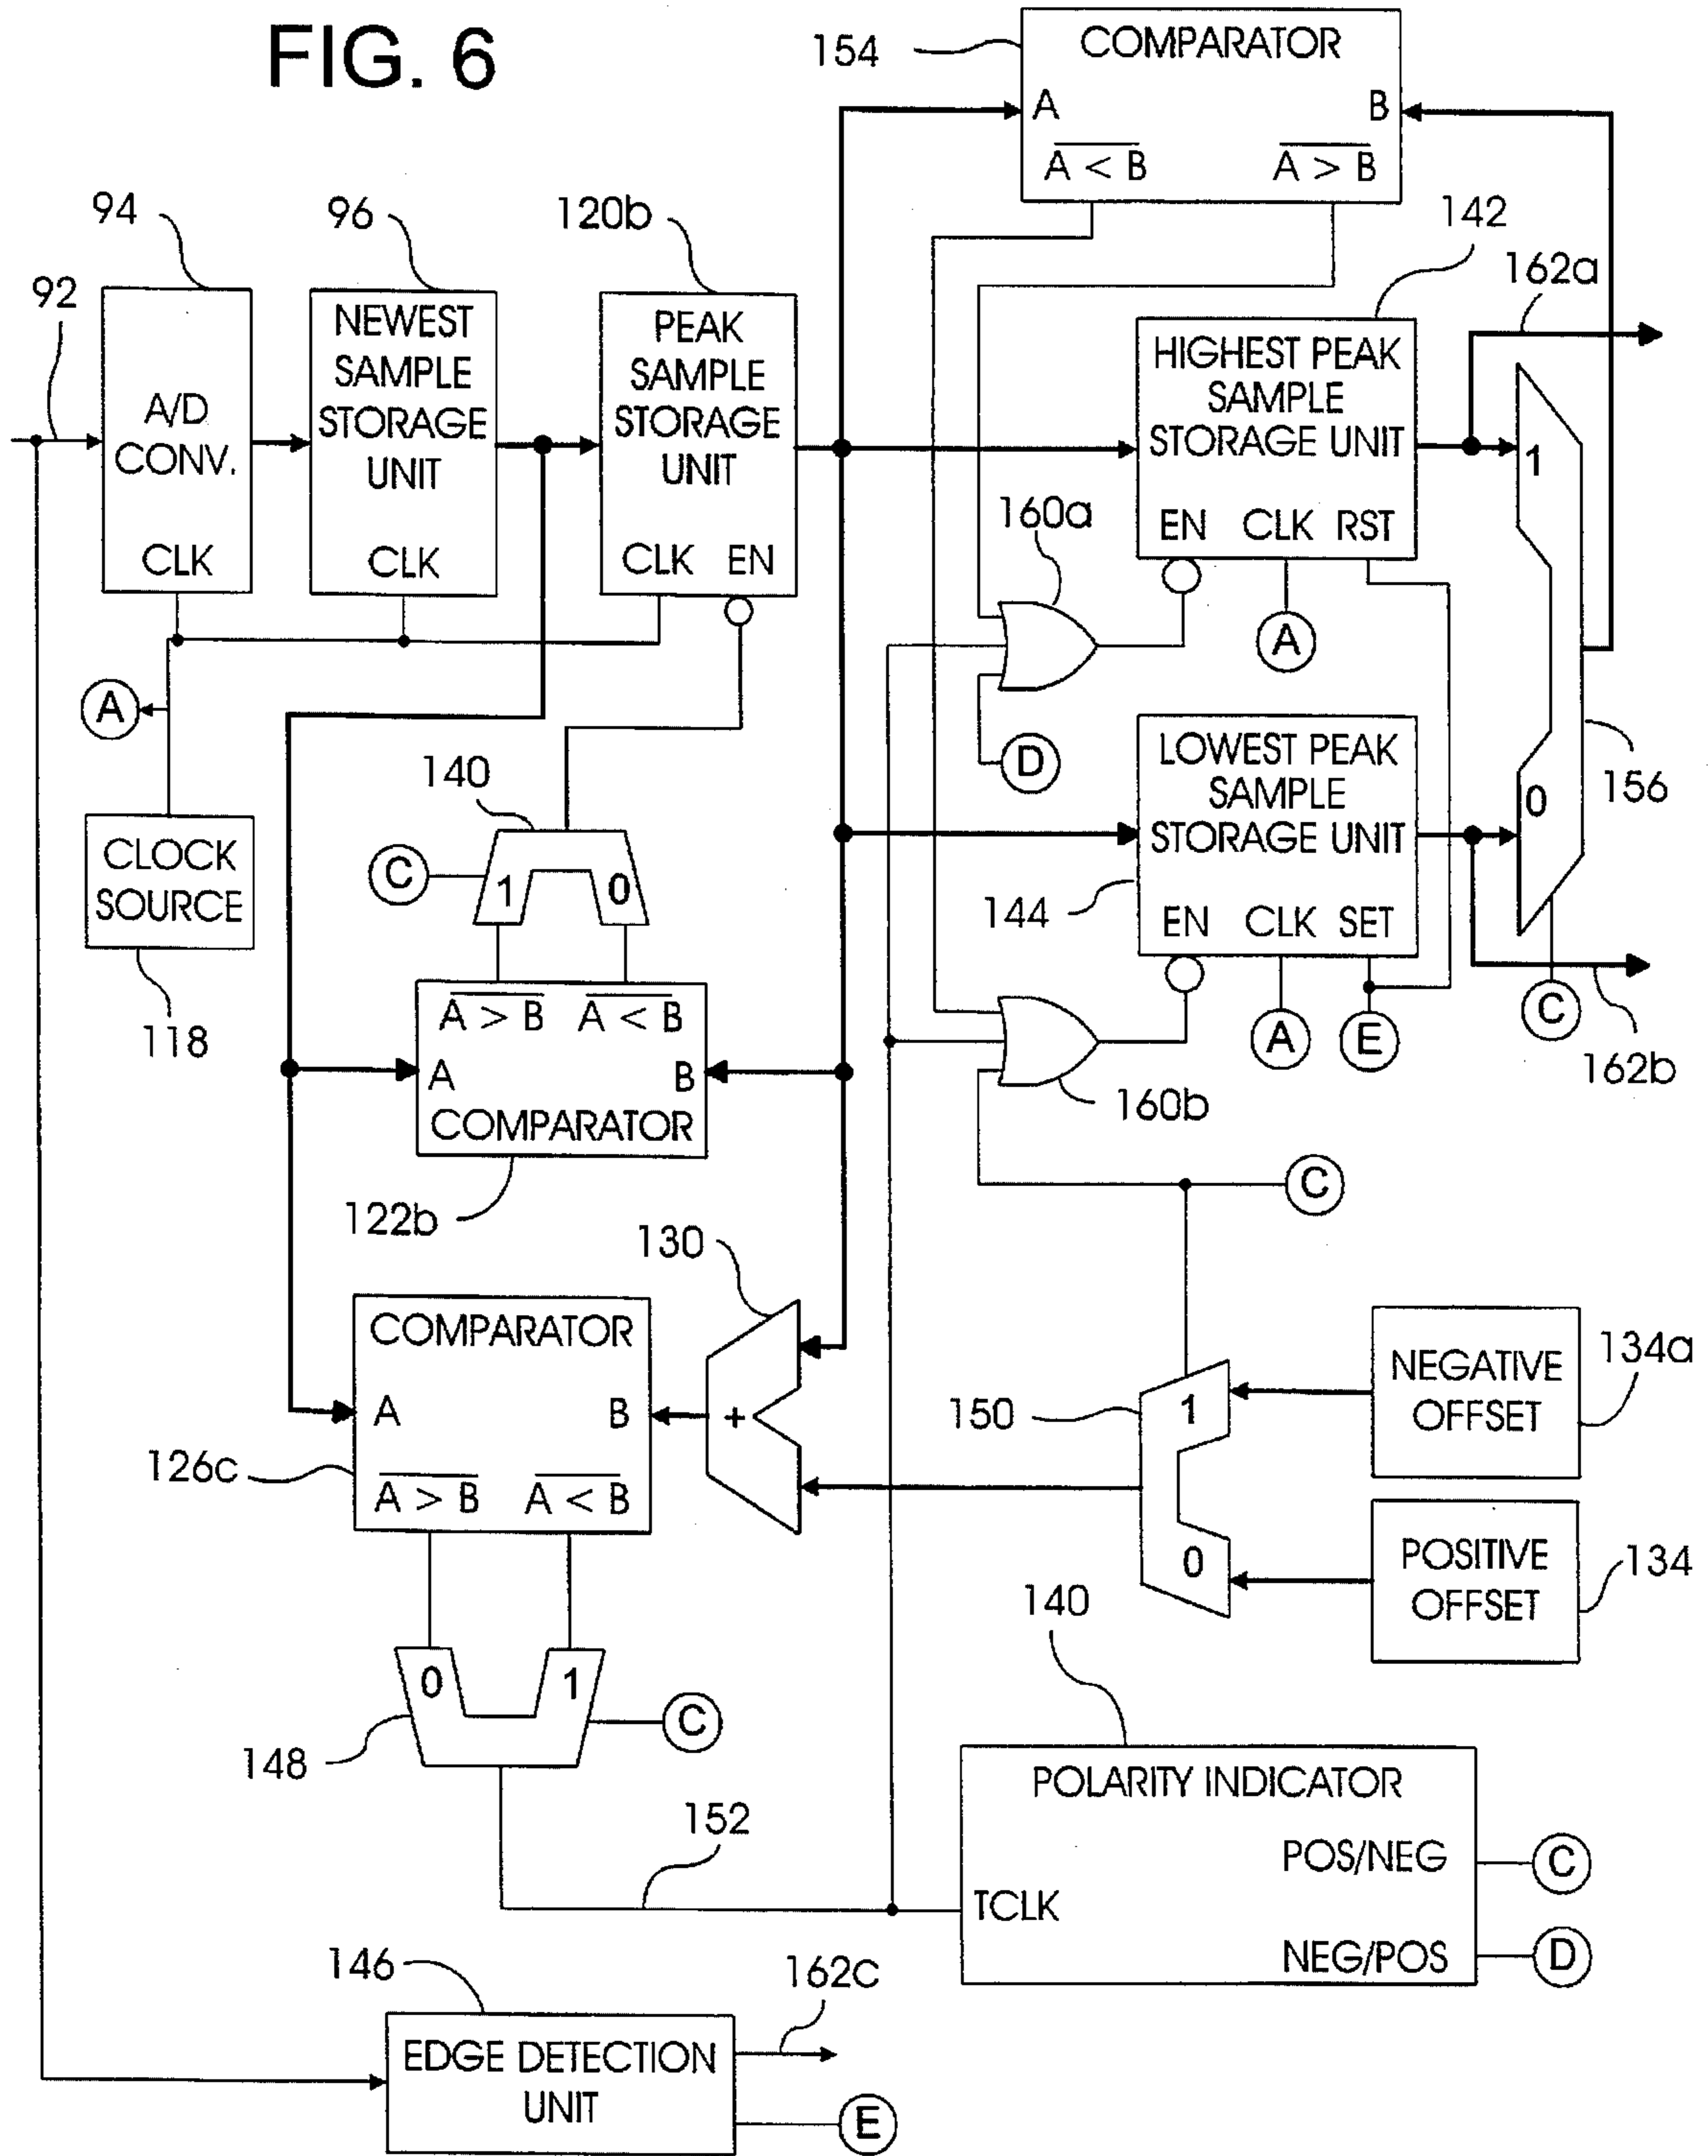 FIG. 6
154
COMPARATOR
A
B
A < B
A > B
94
96
120b
142
162a
92
A/D
CONV.
CLK
NEWEST
SAMPLE
STORAGE
UNIT
CLK
PEAK
SAMPLE
STORAGE
UNIT
CLK EN
HIGHEST PEAK
SAMPLE
STORAGE UNIT
EN CLK RST
1
0
156
160a
A
A
D
CLOCK
SOURCE
118
140
C
1
0
LOWEST PEAK
SAMPLE
STORAGE UNIT
EN CLK SET
144
A > B
A < B
A
B
COMPARATOR
122b
160b
A
E
C
162b
C
130
COMPARATOR
A
B
A > B
A < B
126c
+
150
1
0
NEGATIVE
OFFSET
134a
POSITIVE
OFFSET
134
0
1
148
C
152
140
POLARITY INDICATOR
POS/NEG
TCLK
NEG/POS
C
D
146
162c
EDGE DETECTION
UNIT
E